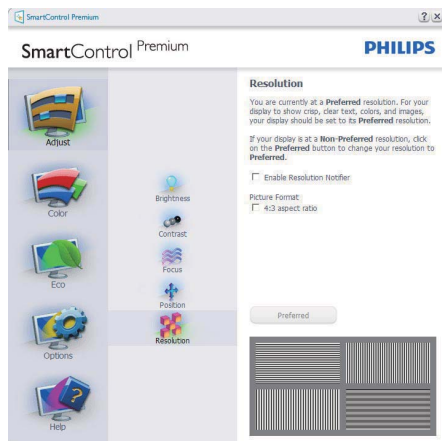 SmartControl Premium
SmartControl Premium
PHILIPS
Adjust
Color
Eco
Options
Help
Brightness
Contrast
Focus
Position
Resolution
Resolution
You are currently at a Preferred resolution. For your
display to show crisp, clear text, colors, and images,
your display should be set to its Preferred resolution.
If your display is at a Non-Preferred resolution, click
on the Preferred button to change your resolution to
Preferred.
Enable Resolution Notifier
Picture Format
4:3 aspect ratio
Preferred